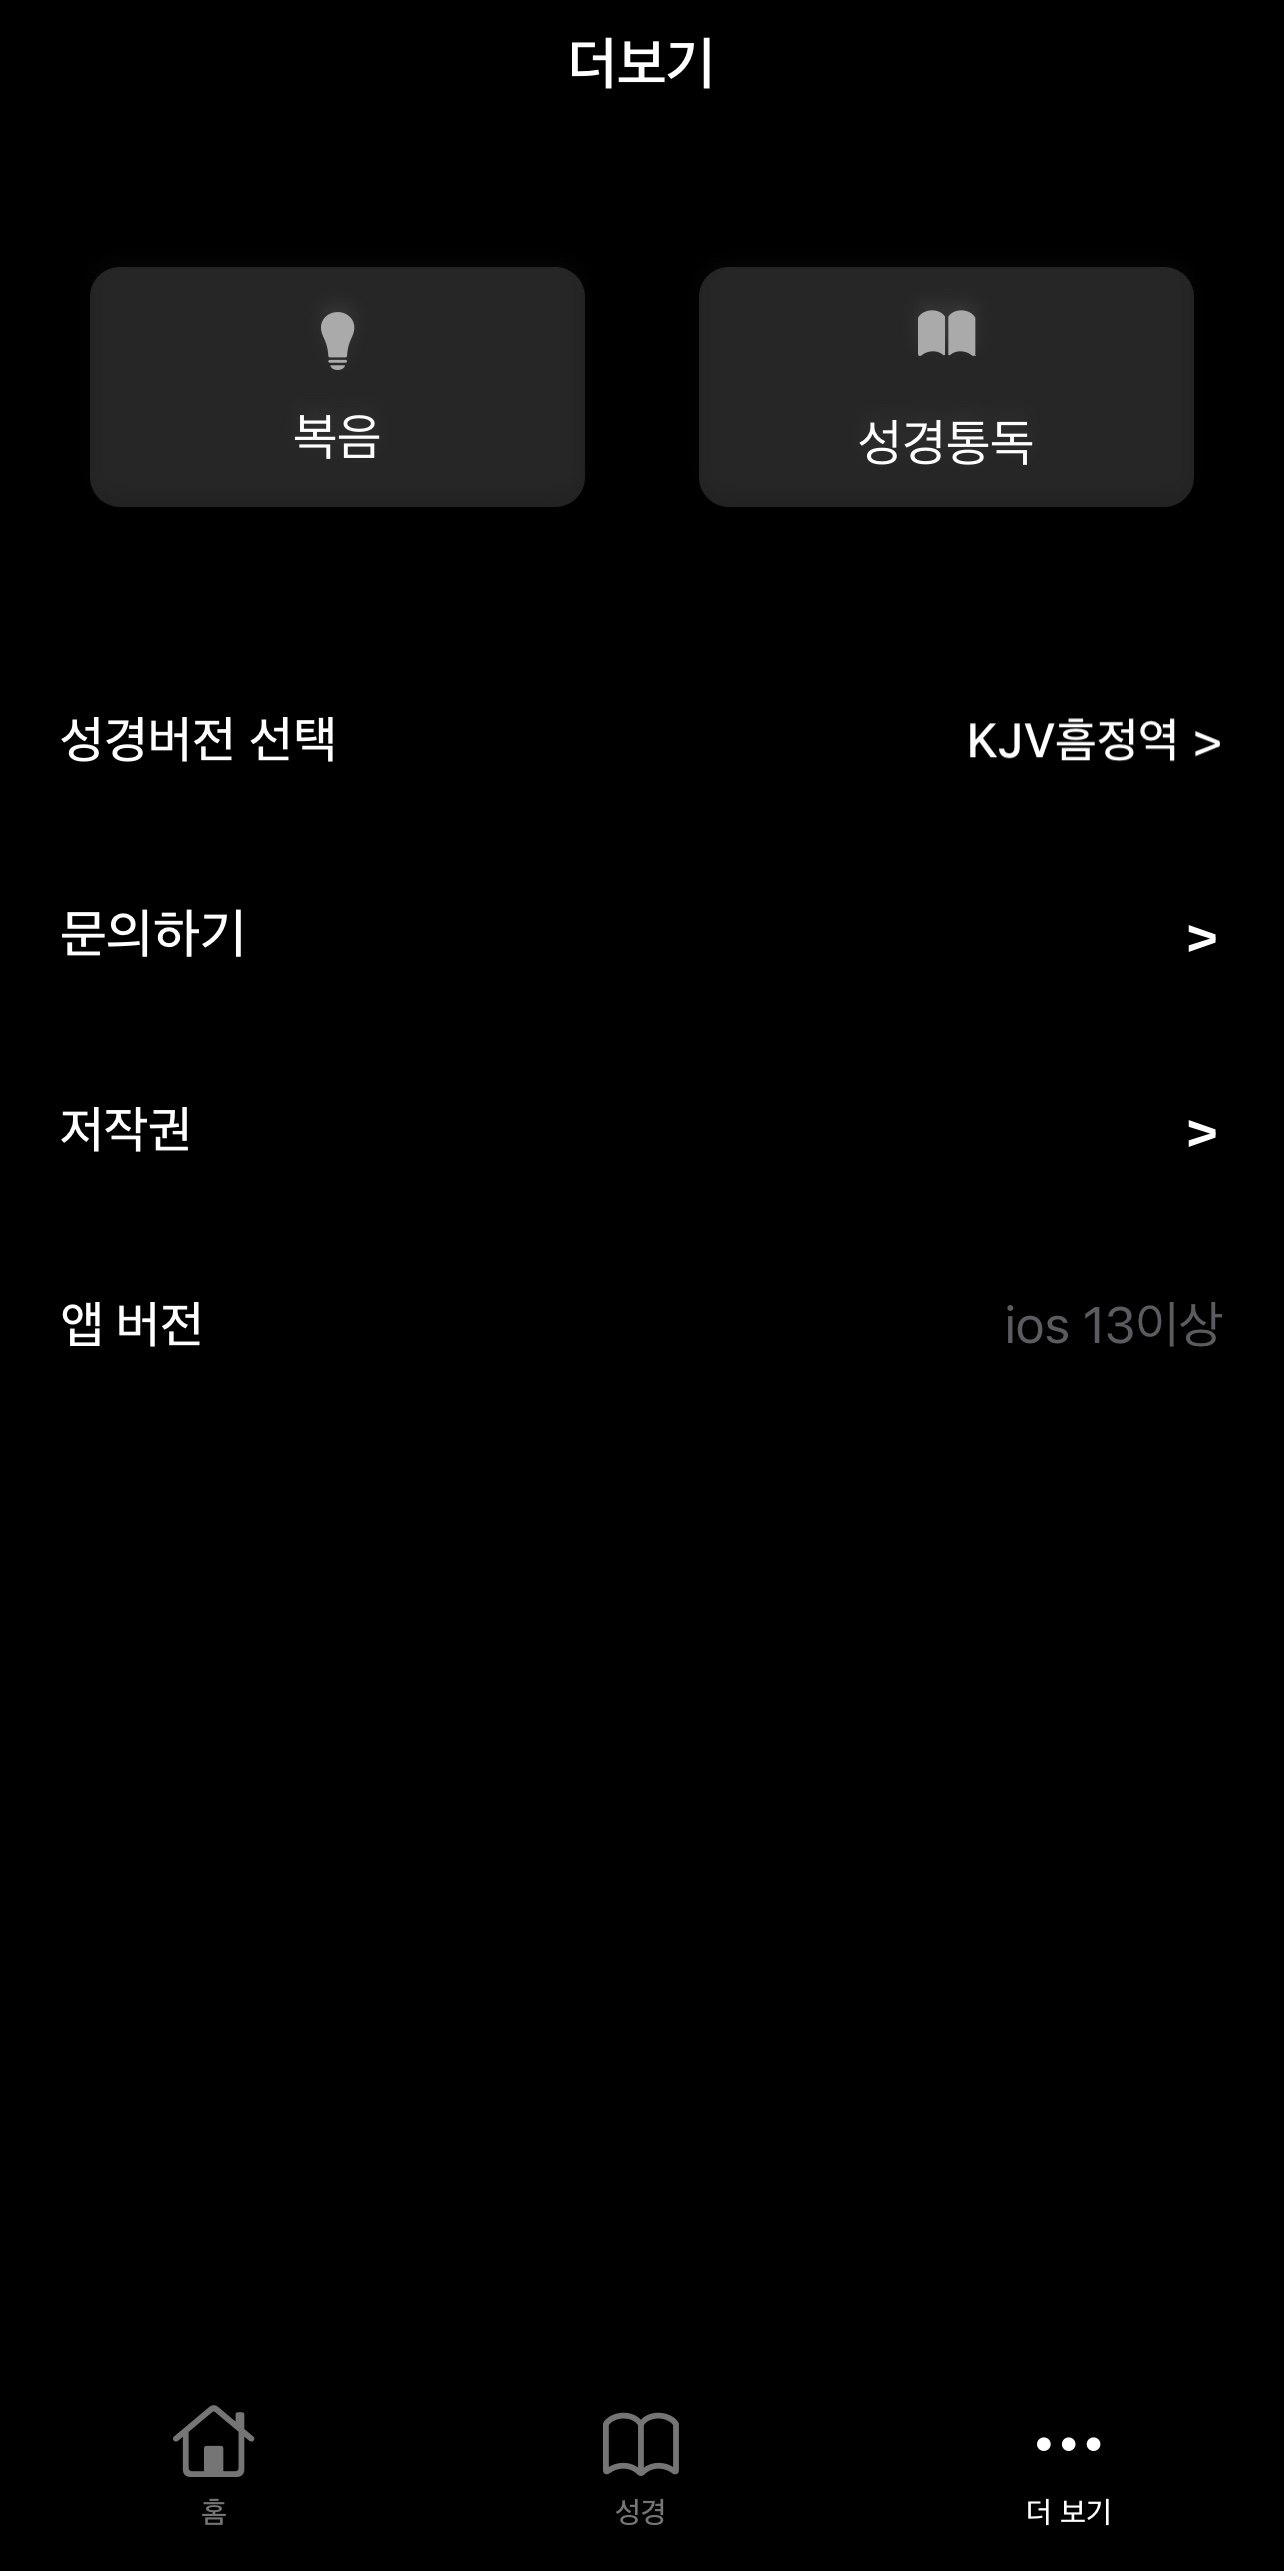 더보기
복음
성경통독
성경버전 선택
KJV흠정역 >
문의하기
>
저작권
>
앱 버전
ios 13이상
홈
성경
더 보기